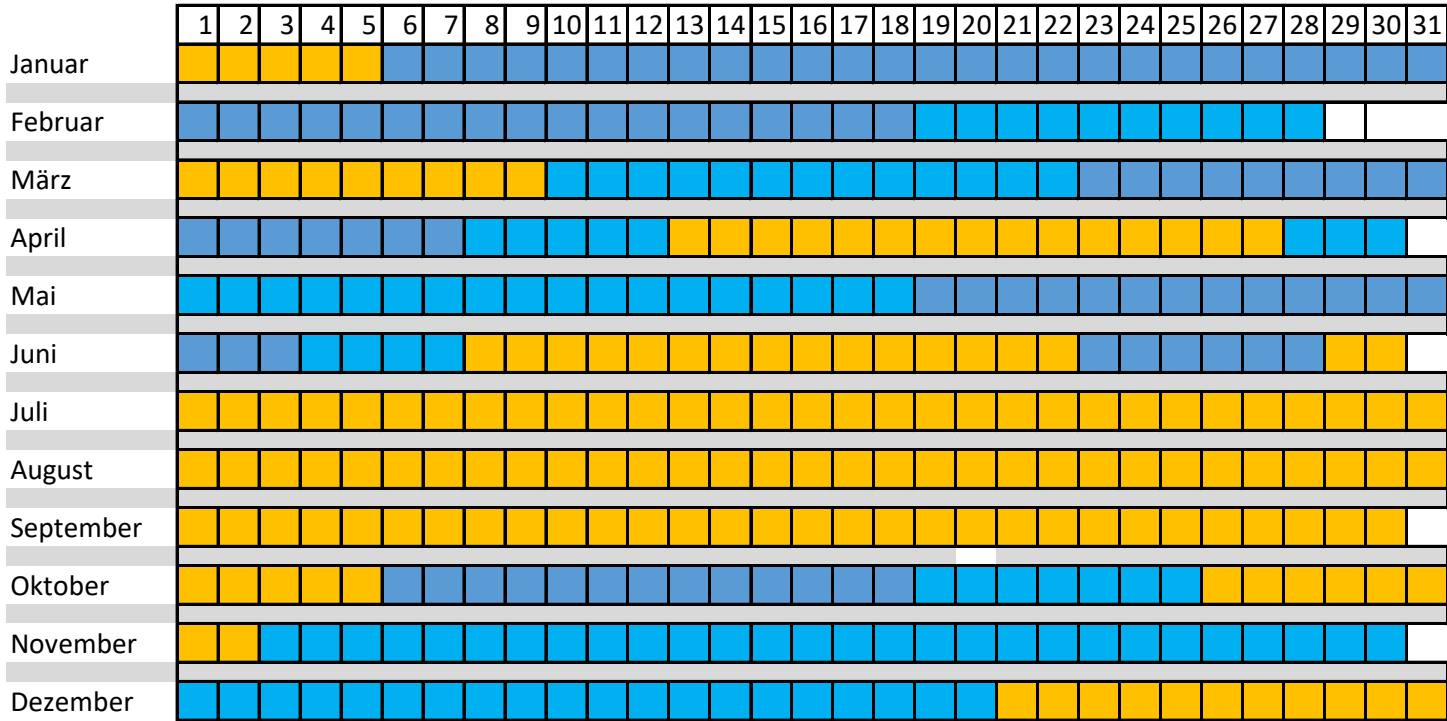 1 2 3 4 5 6 7 8 9 10 11 12 13 14 15 16 17 18 19 20 21 22 23 24 25 26 27 28 29 30 31
Januar
Februar
März
April
Mai
Juni
Juli
August
September
Oktober
November
Dezember